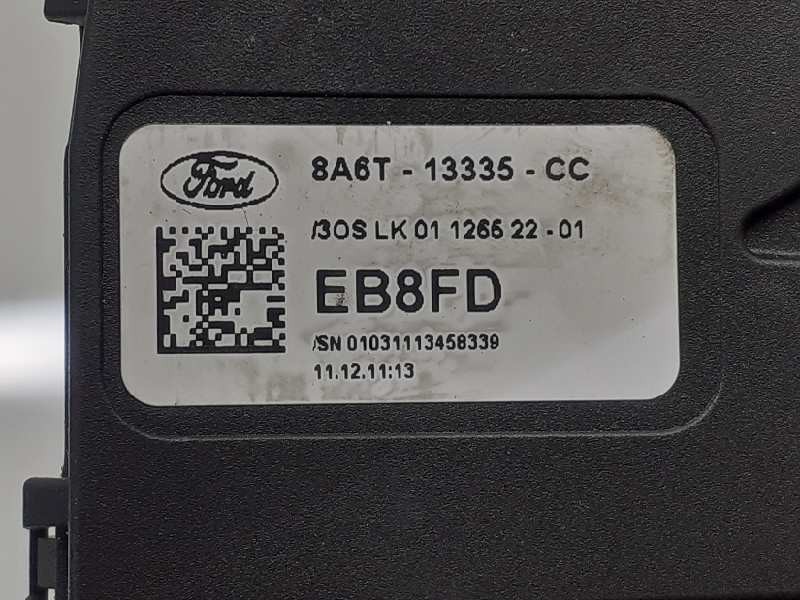 Ford
8A6T - 13335 - CC
/3OS LK 01 1266 22 - 01
EB8FD
/SN 01031113458339
11.12.11:13